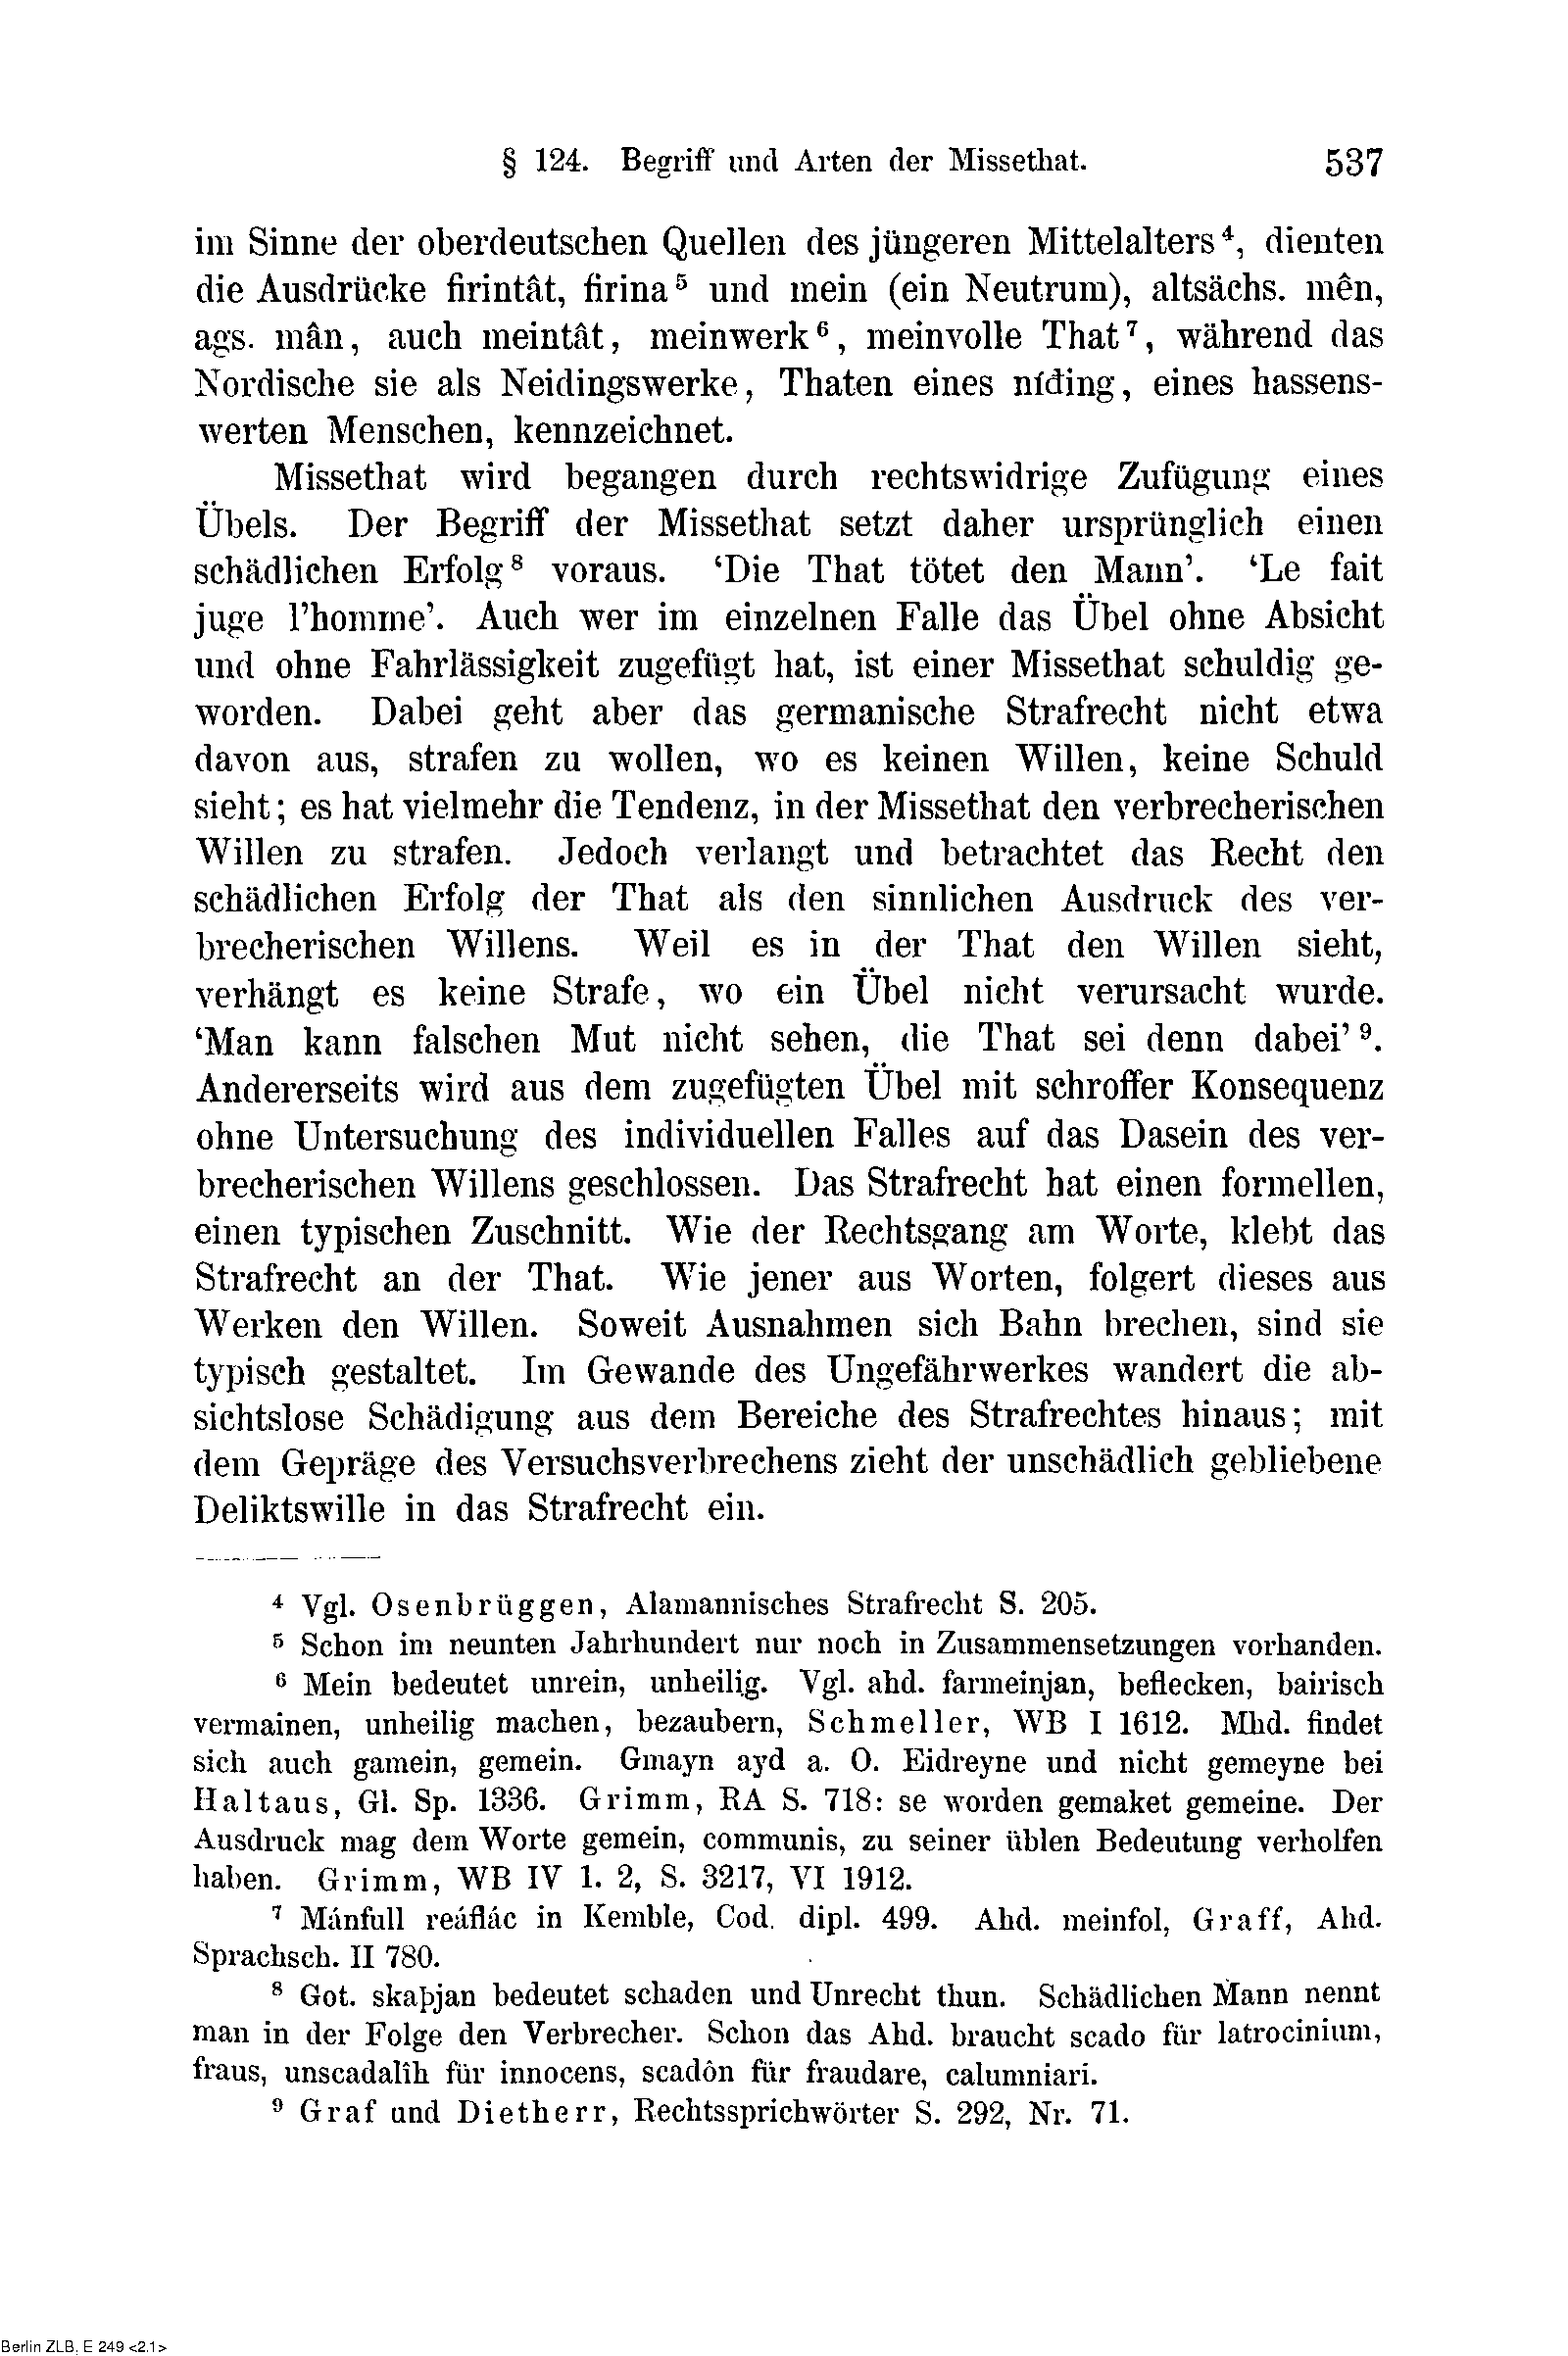 § 124. Begriff und Arten der Missethat. 537
im Sinne der oberdeutschen Quellen des jüngeren Mittelalters⁴, dienten
die Ausdrücke firintât, firina⁵ und mein (ein Neutrum), altsächs. mên,
ags. mân, auch meintât, meinwerk⁶, meinvolle That⁷, während das
Nordische sie als Neidingswerke, Thaten eines níđing, eines hassens-
werten Menschen, kennzeichnet.
Missethat wird begangen durch rechtswidrige Zufügung eines
Übels. Der Begriff der Missethat setzt daher ursprünglich einen
schädlichen Erfolg⁸ voraus. ‘Die That tötet den Mann’. ‘Le fait
juge l’homme’. Auch wer im einzelnen Falle das Übel ohne Absicht
und ohne Fahrlässigkeit zugefügt hat, ist einer Missethat schuldig ge-
worden. Dabei geht aber das germanische Strafrecht nicht etwa
davon aus, strafen zu wollen, wo es keinen Willen, keine Schuld
sieht; es hat vielmehr die Tendenz, in der Missethat den verbrecherischen
Willen zu strafen. Jedoch verlangt und betrachtet das Recht den
schädlichen Erfolg der That als den sinnlichen Ausdruck des ver-
brecherischen Willens. Weil es in der That den Willen sieht,
verhängt es keine Strafe, wo ein Übel nicht verursacht wurde.
‘Man kann falschen Mut nicht sehen, die That sei denn dabei’⁹.
Andererseits wird aus dem zugefügten Übel mit schroffer Konsequenz
ohne Untersuchung des individuellen Falles auf das Dasein des ver-
brecherischen Willens geschlossen. Das Strafrecht hat einen formellen,
einen typischen Zuschnitt. Wie der Rechtsgang am Worte, klebt das
Strafrecht an der That. Wie jener aus Worten, folgert dieses aus
Werken den Willen. Soweit Ausnahmen sich Bahn brechen, sind sie
typisch gestaltet. Im Gewande des Ungefährwerkes wandert die ab-
sichtslose Schädigung aus dem Bereiche des Strafrechtes hinaus; mit
dem Gepräge des Versuchsverbrechens zieht der unschädlich gebliebene
Deliktswille in das Strafrecht ein.
⁴ Vgl. Osenbrüggen, Alamannisches Strafrecht S. 205.
⁵ Schon im neunten Jahrhundert nur noch in Zusammensetzungen vorhanden.
⁶ Mein bedeutet unrein, unheilig. Vgl. ahd. farmeinjan, beflecken, bairisch
vermainen, unheilig machen, bezaubern, Schmeller, WB I 1612. Mhd. findet
sich auch gamein, gemein. Gmayn ayd a. O. Eidreyne und nicht gemeyne bei
Haltaus, Gl. Sp. 1336. Grimm, RA S. 718: se worden gemaket gemeine. Der
Ausdruck mag dem Worte gemein, communis, zu seiner üblen Bedeutung verholfen
haben. Grimm, WB IV 1. 2, S. 3217, VI 1912.
⁷ Mánfull reáflác in Kemble, Cod. dipl. 499. Ahd. meinfol, Graff, Ahd.
Sprachsch. II 780.
⁸ Got. skaþjan bedeutet schaden und Unrecht thun. Schädlichen Mann nennt
man in der Folge den Verbrecher. Schon das Ahd. braucht scado für latrocinium,
fraus, unscadalîh für innocens, scadôn für fraudare, calumniari.
⁹ Graf und Dietherr, Rechtssprichwörter S. 292, Nr. 71.
Berlin ZLB, E 249 <2,1>